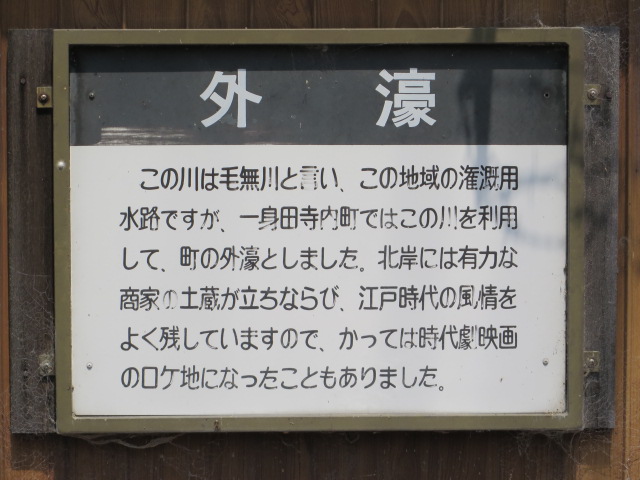 外濠
この川は毛無川と言い、この地域の潅漑用
水路ですが、一身田寺内町ではこの川を利用
して、町の外濠としました。北岸には有力な
商家の土蔵が立ちならび、江戸時代の風情を
よく残していますので、かっては時代劇映画
のロケ地になったこともありました。